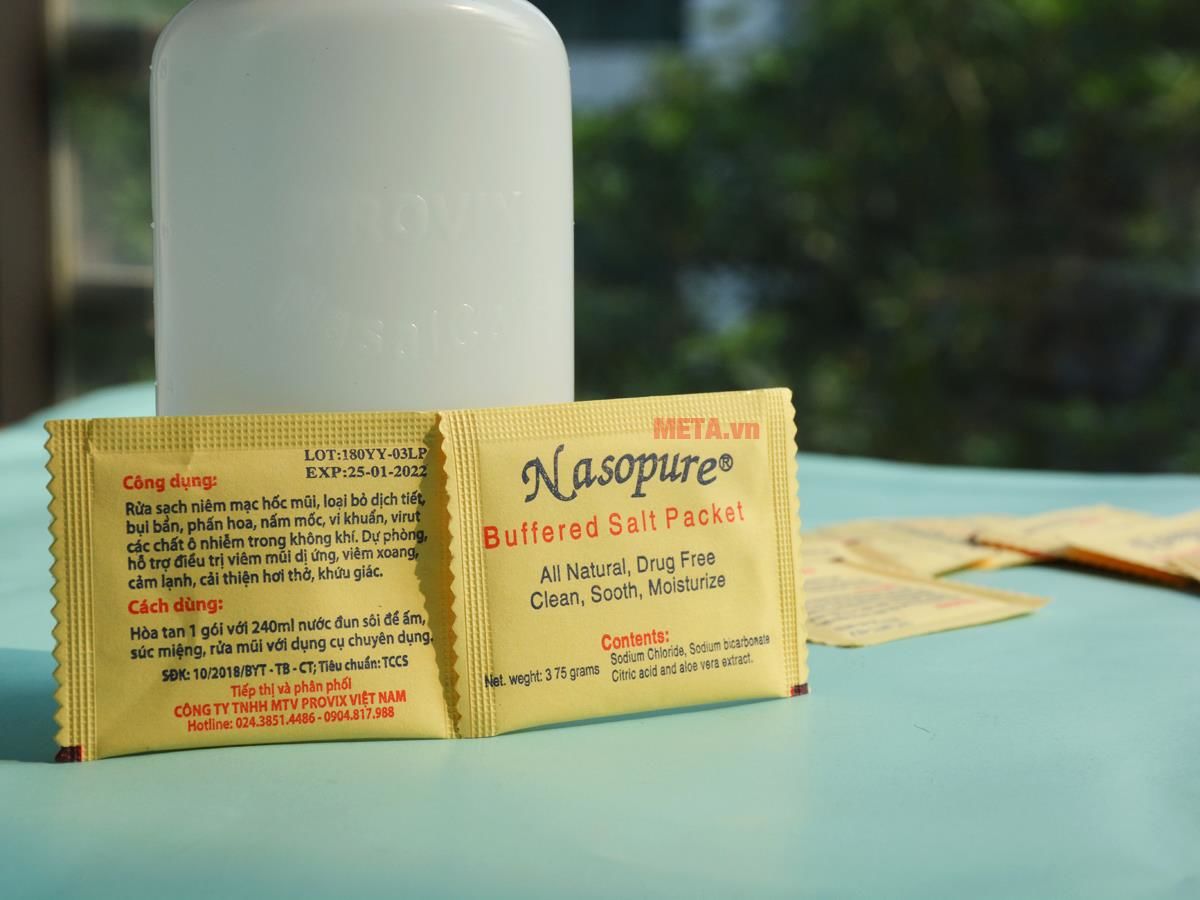 PROVIX
NasalCare
LOT:180YY-03LP
EXP:25-01-2022
Công dụng:
Rửa sạch niêm mạc hốc mũi, loại bỏ dịch tiết,
bụi bẩn, phấn hoa, nấm mốc, vi khuẩn, virut
các chất ô nhiễm trong không khí. Dự phòng,
hỗ trợ điều trị viêm mũi dị ứng, viêm xoang,
cảm lạnh, cải thiện hơi thở, khứu giác.
Cách dùng:
Hòa tan 1 gói với 240ml nước đun sôi để ấm,
súc miệng, rửa mũi với dụng cụ chuyên dụng.
SĐK: 10/2018/BYT - TB - CT; Tiêu chuẩn: TCCS
Tiếp thị và phân phối
CÔNG TY TNHH MTV PROVIX VIỆT NAM
Hotline: 024.3851.4486 - 0904.817.988
META.vn
Nasopure®
Buffered Salt Packet
All Natural, Drug Free
Clean, Sooth, Moisturize
Contents:
Sodium Chloride, Sodium bicarbonate
Citric acid and aloe vera extract.
Net. weght: 3 75 grams